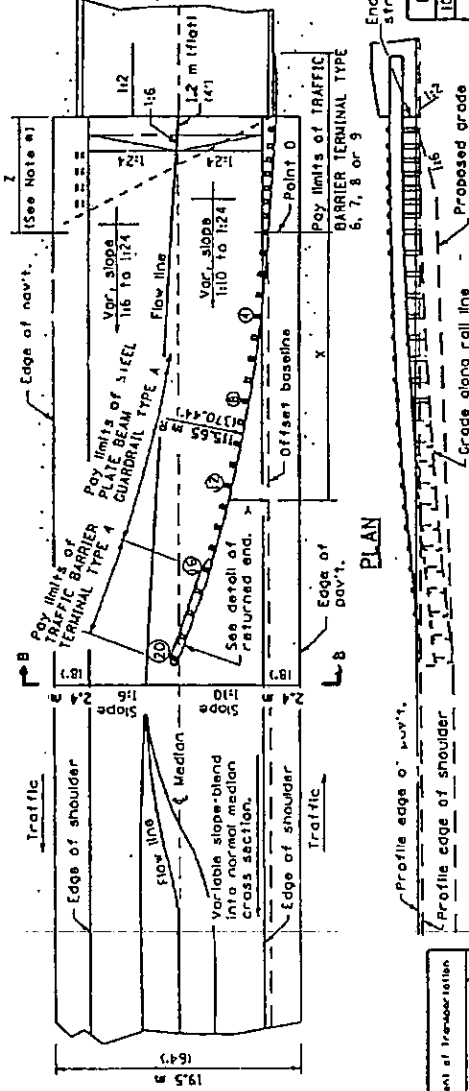 Traffic
Edge of pav't.
Z
(See Note *)
B
Edge of shoulder
2.4 m
(8')
Pay limits of
TRAFFIC BARRIER
TERMINAL TYPE A
Pay limits of STEEL
PLATE BEAM
GUARDRAIL TYPE A
Var. slope
1:6 to 1:24
1:24
1:6
1:2
1.2 m (flat)
(4')
Flow line
Slope
1:6
19.5 m
(64')
Flow line
℄ Median
20
16
12
8
4
115.65 m R
(370.44')
Var. slope
1:10 to 1:24
1:24
Slope
1:10
Variable slope-blend
into normal median
cross section.
See detail of
returned end.
Y
Offset baseline
Point O
X
Pay limits of TRAFFIC
BARRIER TERMINAL TYPE
6, 7, 8 or 9
Edge of shoulder
2.4 m
(8')
Edge of
pav't.
Traffic
B
PLAN
Profile edge of pav't.
Profile edge of shoulder
Grade along rail line
Proposed grade
1:6
1:2